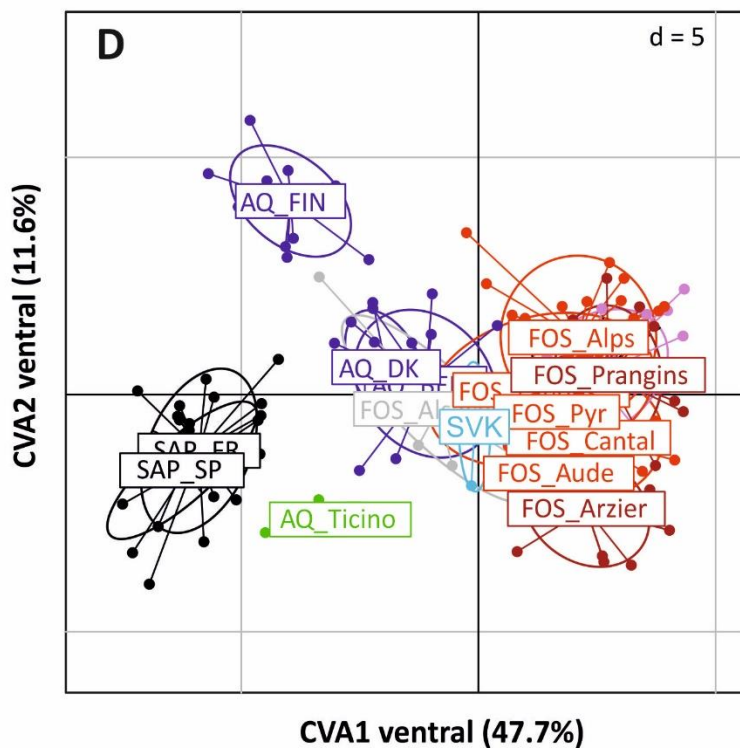 D
d = 5
AQ_FIN
FOS_Alps
AQ_DK
FOS_Prangins
FOS_Pyr
SVK
FOS_Cantal
SAP_SP
FOS_Aude
FOS_Arzier
AQ_Ticino
CVA2 ventral (11.6%)
CVA1 ventral (47.7%)